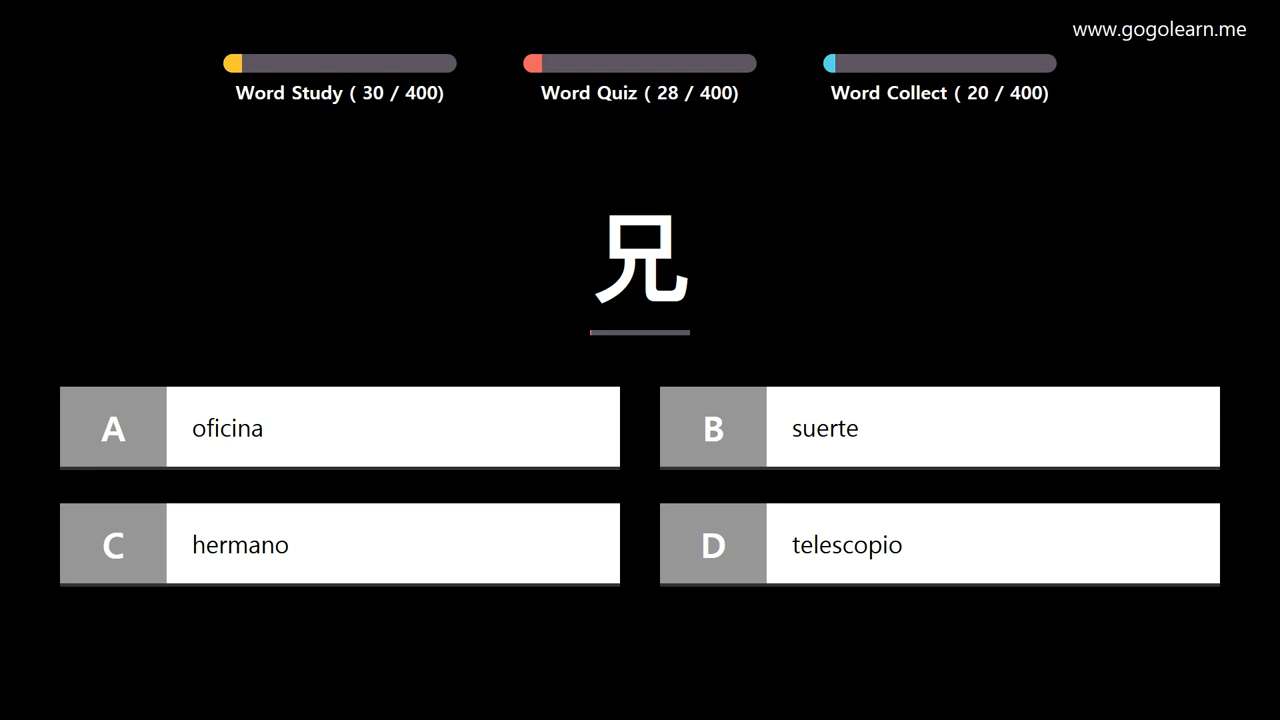 www.gogolearn.me
Word Study ( 30 / 400)
Word Quiz ( 28 / 400)
Word Collect ( 20 / 400)
兄
A oficina
B suerte
C hermano
D telescopio